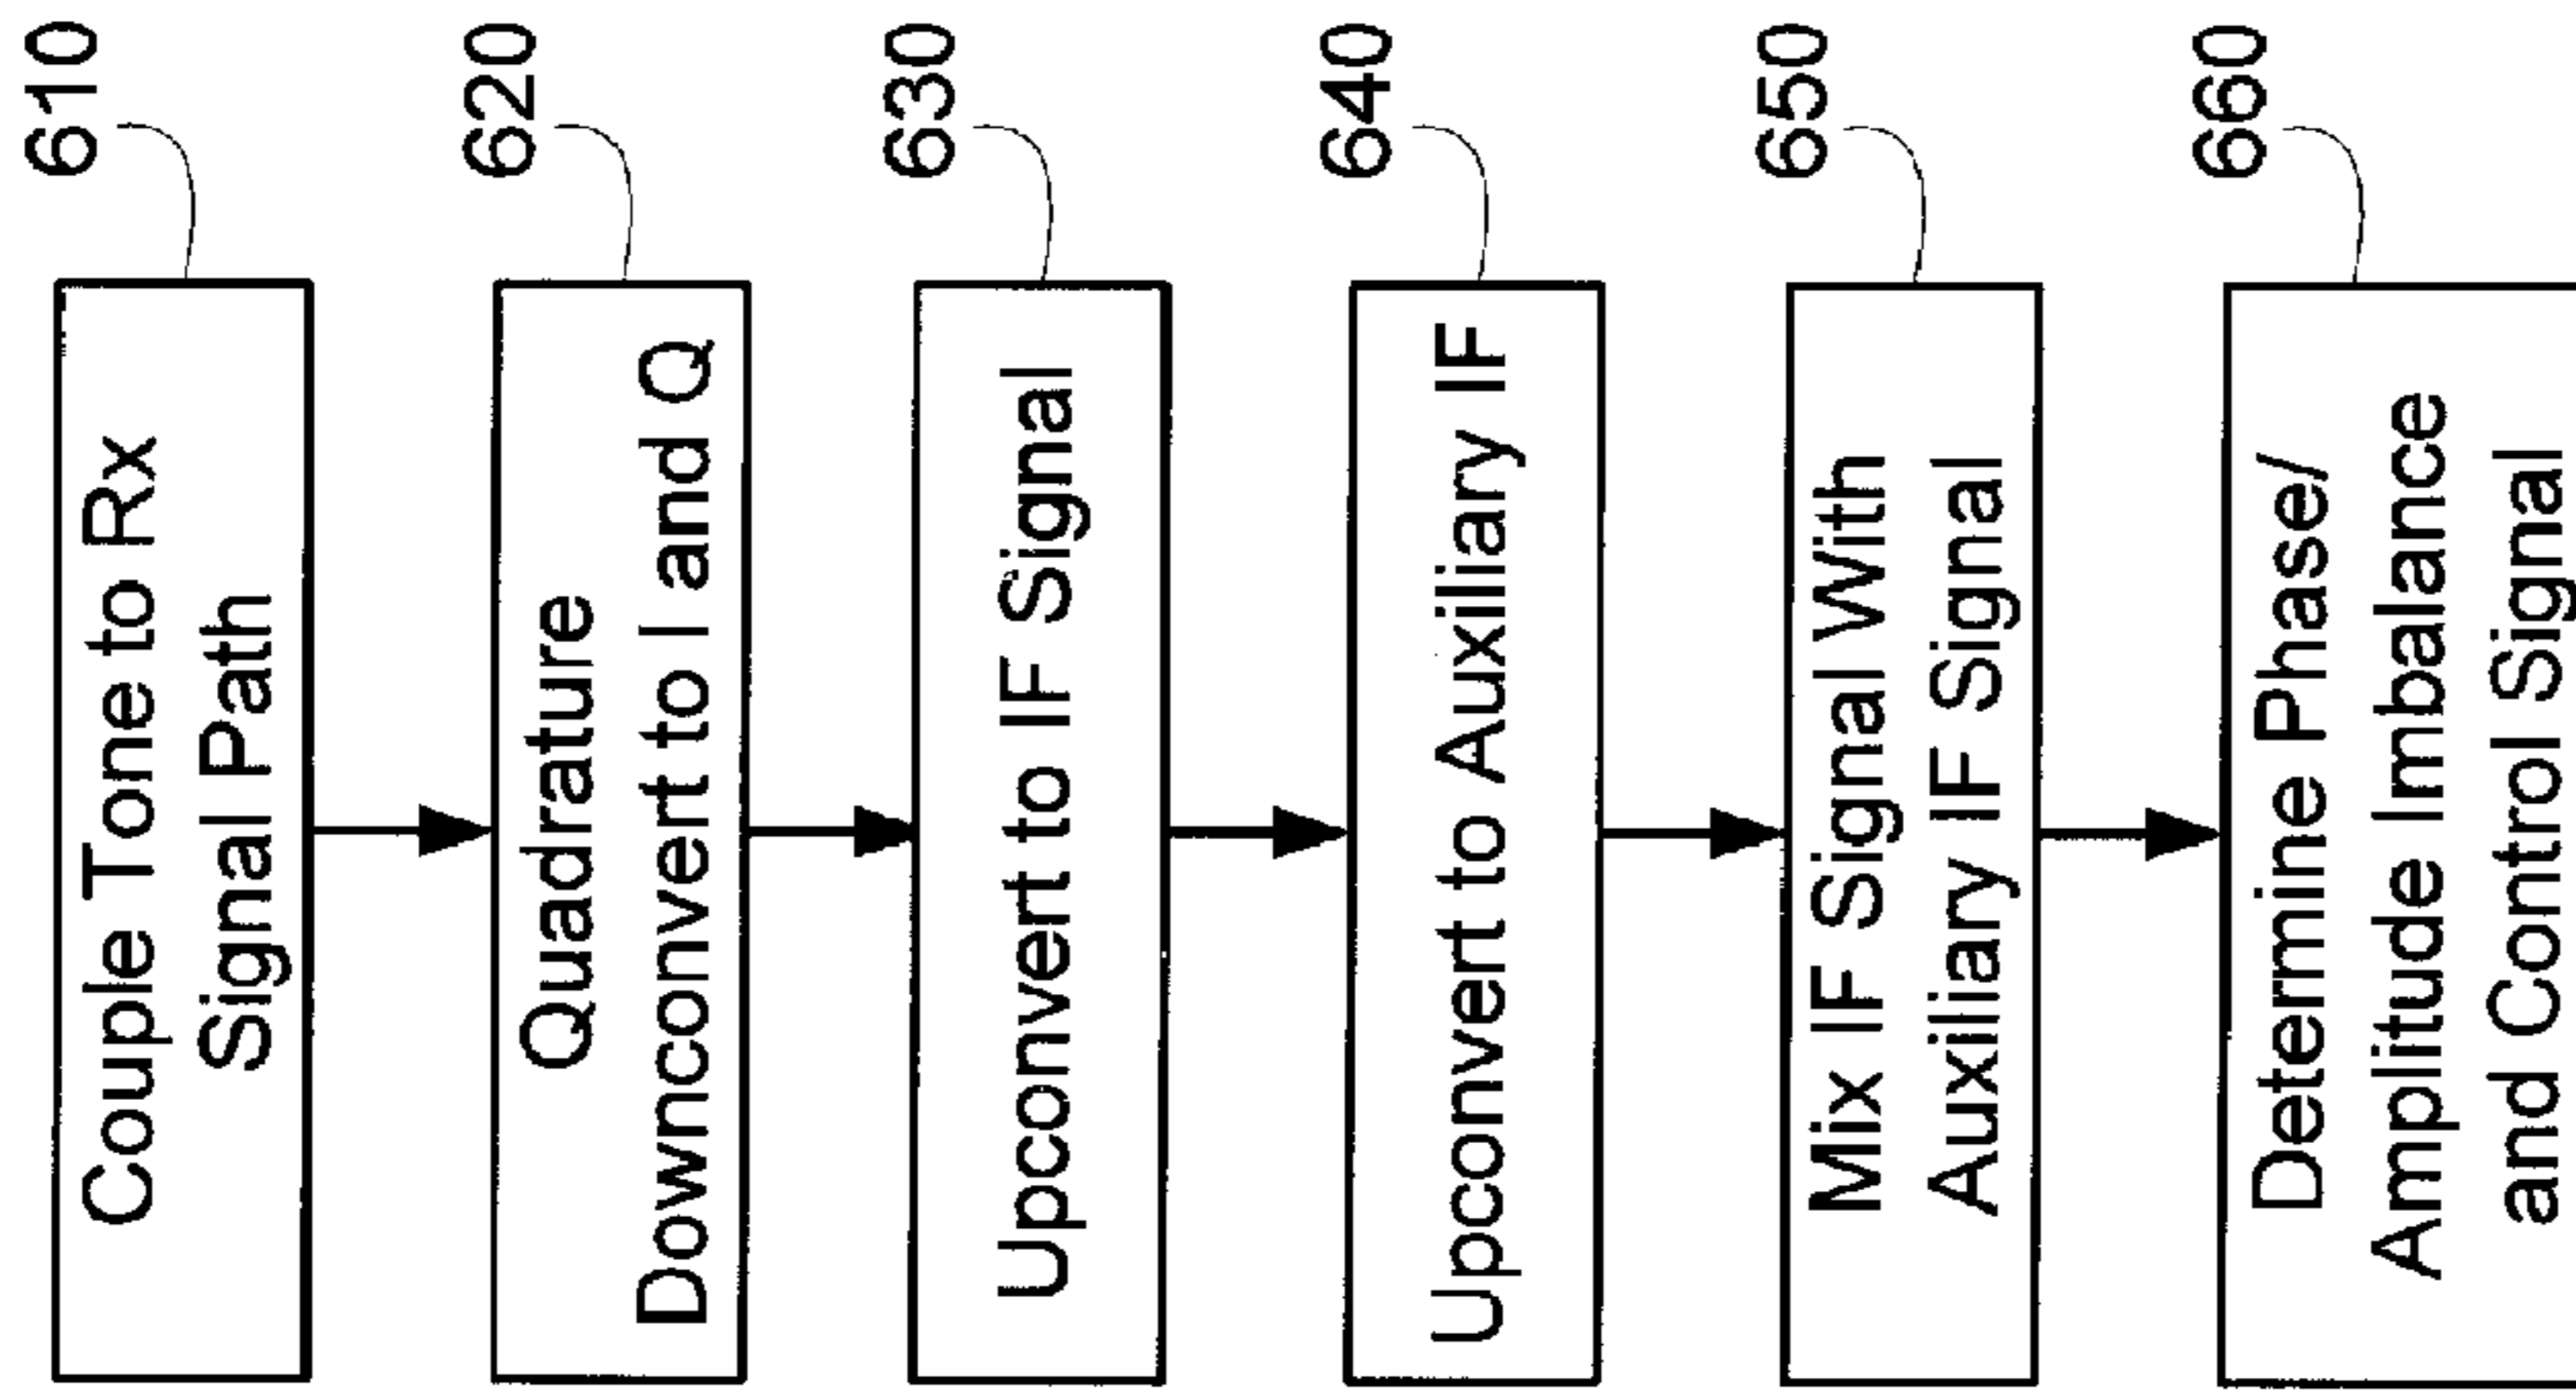 610
Couple Tone to Rx
Signal Path
620
Quadrature
Downconvert to I and Q
630
Upconvert to IF Signal
640
Upconvert to Auxiliary IF
650
Mix IF Signal With
Auxiliary IF Signal
660
Determine Phase/
Amplitude Imbalance
and Control Signal